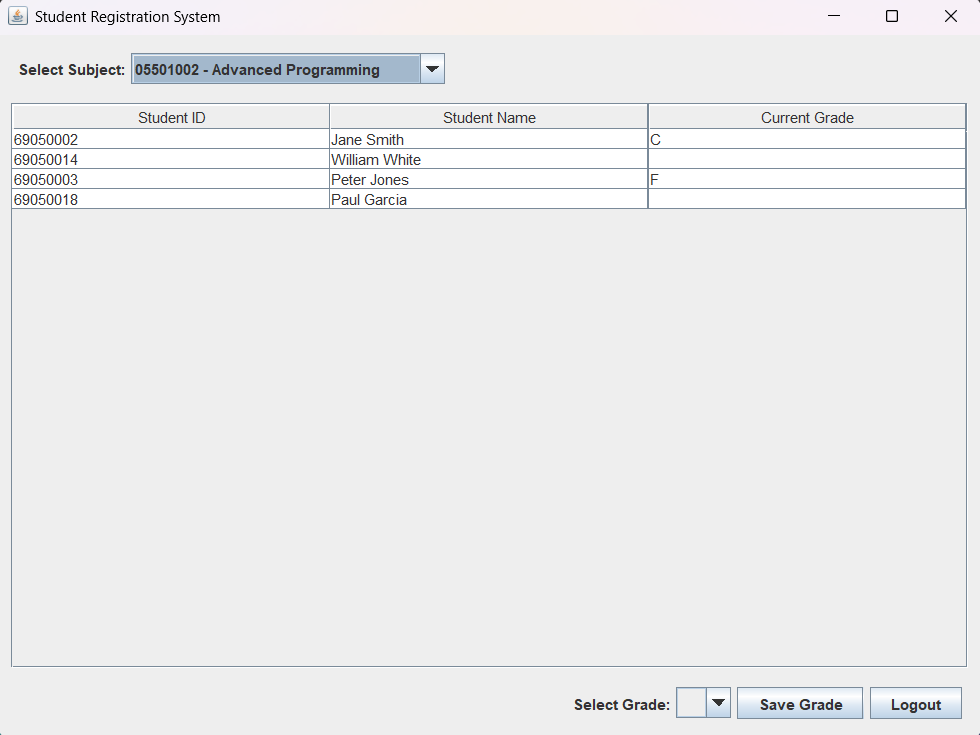 Student Registration System
Select Subject: 05501002 - Advanced Programming
Student ID Student Name Current Grade
69050002 Jane Smith C
69050014 William White
69050003 Peter Jones F
69050018 Paul Garcia
Select Grade: Save Grade Logout